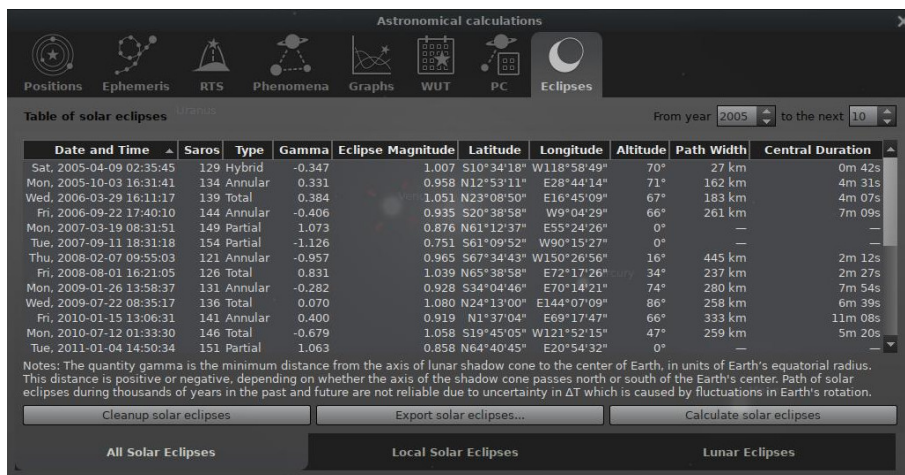 Astronomical calculations
Positions Ephemeris RTS Phenomena Graphs WUT PC Eclipses
Uranus
Table of solar eclipses From year 2005 to the next 10
Date and Time Saros Type Gamma Eclipse Magnitude Latitude Longitude Altitude Path Width Central Duration
Sat, 2005-04-09 02:35:45 129 Hybrid -0.347 1.007 S10°34'18" W118°58'49" 70° 27 km 0m 42s
Mon, 2005-10-03 16:31:41 134 Annular 0.331 0.958 N12°53'11" E28°44'14" 71° 162 km 4m 31s
Wed, 2006-03-29 16:11:17 139 Total 0.384 1.051 N23°08'50" E16°45'09" 67° 183 km 4m 07s
Fri, 2006-09-22 17:40:10 144 Annular -0.406 0.935 S20°38'58" W9°04'29" 66° 261 km 7m 09s
Mon, 2007-03-19 08:31:51 149 Partial 1.073 0.876 N61°12'37" E55°24'26" 0° — —
Tue, 2007-09-11 18:31:18 154 Partial -1.126 0.751 S61°09'52" W90°15'27" 0° — —
Thu, 2008-02-07 09:55:03 121 Annular -0.957 0.965 S67°34'43" W150°26'56" 16° 445 km 2m 12s
Fri, 2008-08-01 16:21:05 126 Total 0.831 1.039 N65°38'58" E72°17'26" 34° 237 km 2m 27s
Mon, 2009-01-26 13:58:37 131 Annular -0.282 0.928 S34°04'46" E70°14'21" 74° 280 km 7m 54s
Wed, 2009-07-22 08:35:17 136 Total 0.070 1.080 N24°13'00" E144°07'09" 86° 258 km 6m 39s
Fri, 2010-01-15 13:06:31 141 Annular 0.400 0.919 N1°37'04" E69°17'47" 66° 333 km 11m 08s
Mon, 2010-07-12 01:33:30 146 Total -0.679 1.058 S19°45'05" W121°52'15" 47° 259 km 5m 20s
Tue, 2011-01-04 14:50:34 151 Partial 1.063 0.858 N64°40'45" E20°54'32" 0° — —
Notes: The quantity gamma is the minimum distance from the axis of lunar shadow cone to the center of Earth, in units of Earth's equatorial radius.
This distance is positive or negative, depending on whether the axis of the shadow cone passes north or south of the Earth's center. Path of solar
eclipses during thousands of years in the past and future are not reliable due to uncertainty in ΔT which is caused by fluctuations in Earth's rotation.
Cleanup solar eclipses Export solar eclipses... Calculate solar eclipses
All Solar Eclipses Local Solar Eclipses Lunar Eclipses